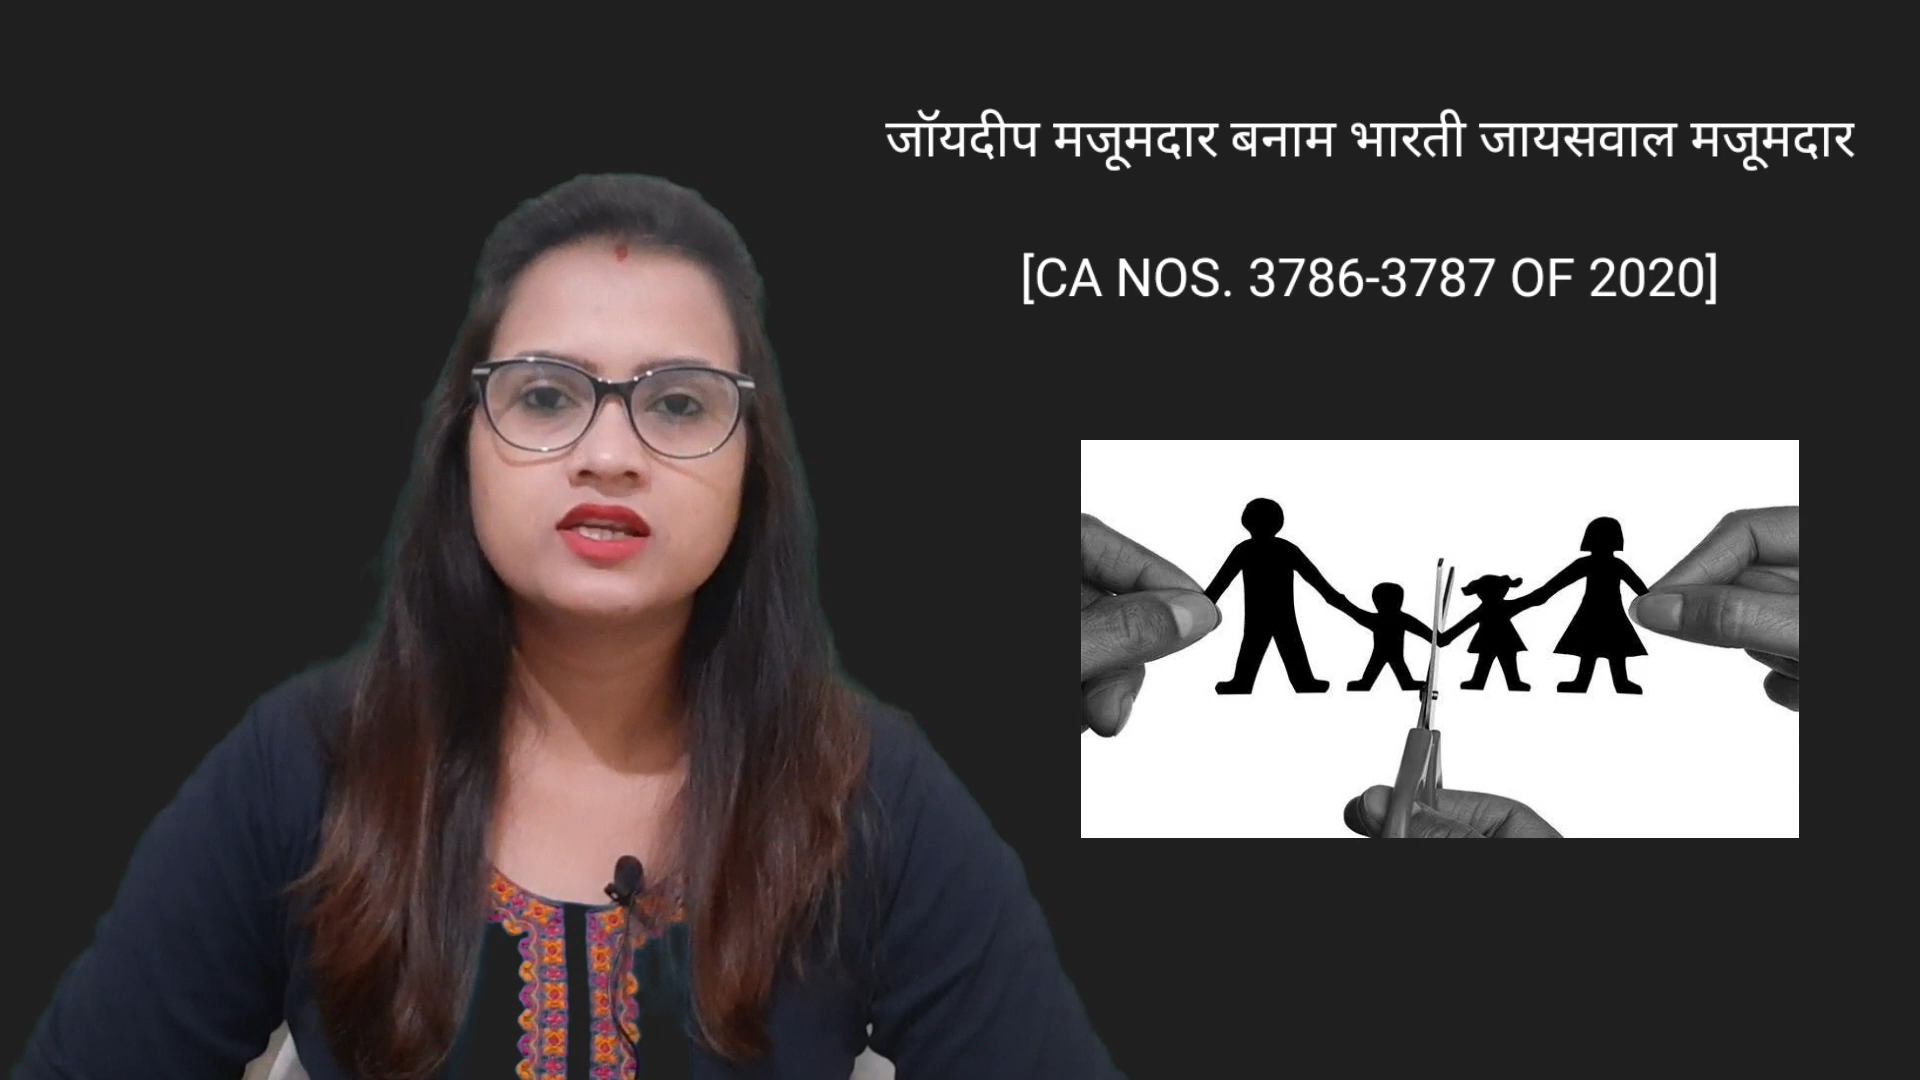 जॉयदीप मजूमदार बनाम भारती जायसवाल मजूमदार
[CA NOS. 3786-3787 OF 2020]